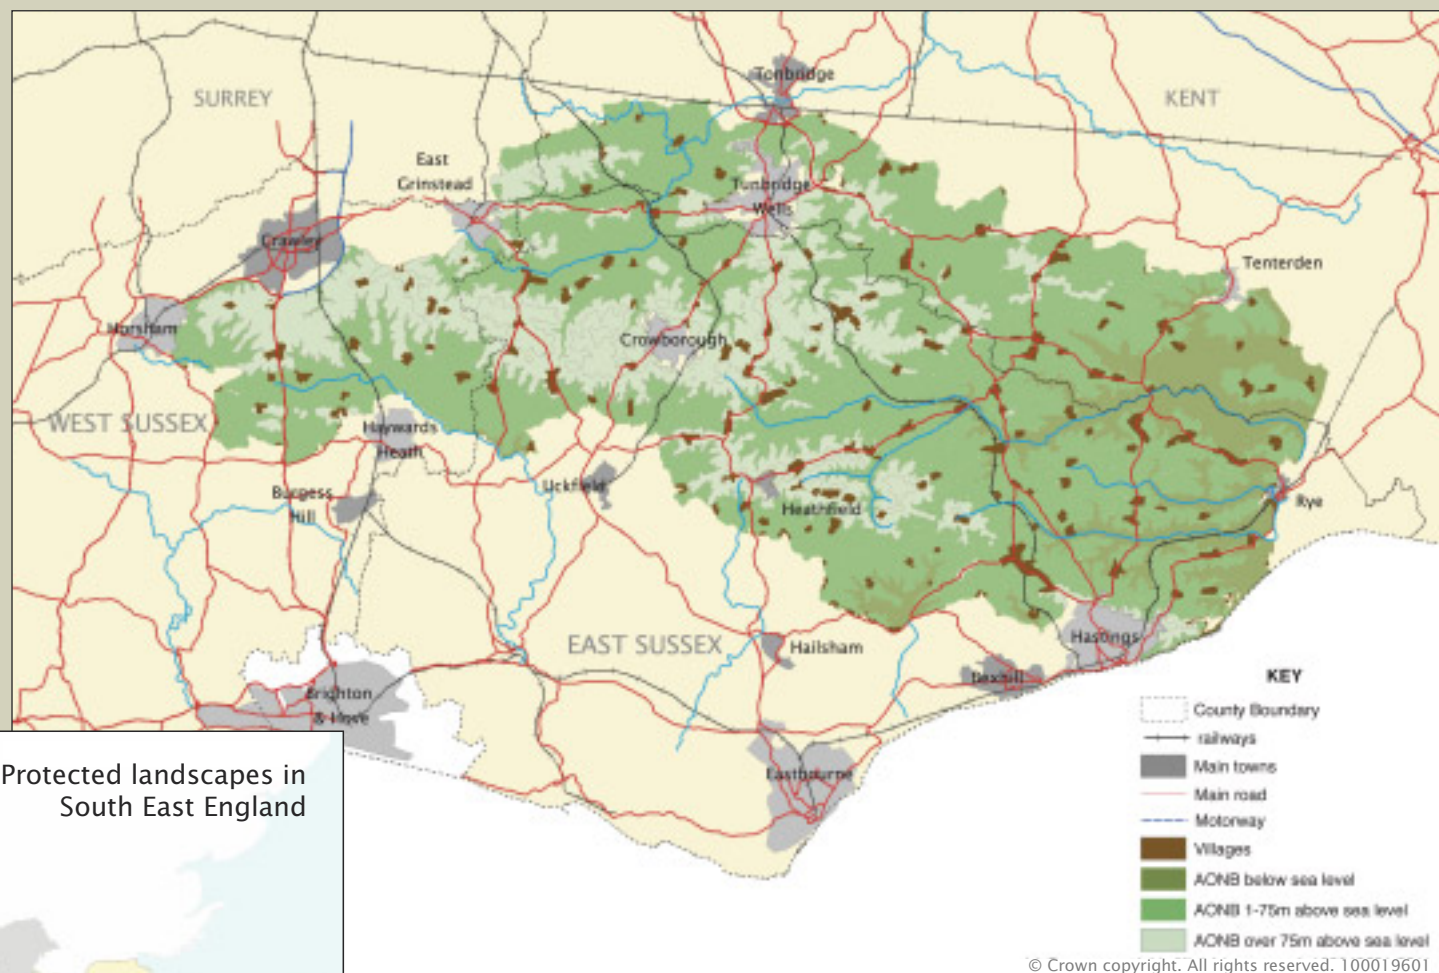 Tonbridge
SURREY
KENT
East
Grinstead
Tunbridge
Wells
Crawley
Tenterden
Horsham
Crowborough
WEST SUSSEX
Haywards
Heath
Uckfield
Burgess
Hill
Heathfield
Rye
EAST SUSSEX
Hailsham
Hastings
Bexhill
Brighton
& Hove
Eastbourne
KEY
County Boundary
railways
Main towns
Main road
Motorway
Villages
AONB below sea level
AONB 1-75m above sea level
AONB over 75m above sea level
Protected landscapes in
South East England
© Crown copyright. All rights reserved. 100019601